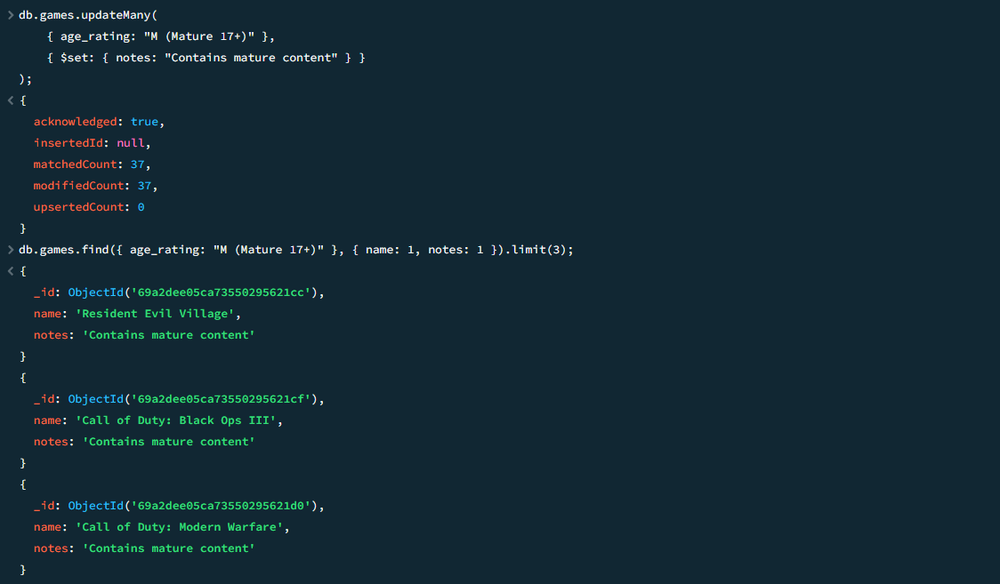 > db.games.updateMany(
    { age_rating: "M (Mature 17+)" },
    { $set: { notes: "Contains mature content" } }
);
< {
  acknowledged: true,
  insertedId: null,
  matchedCount: 37,
  modifiedCount: 37,
  upsertedCount: 0
}
> db.games.find({ age_rating: "M (Mature 17+)" }, { name: 1, notes: 1 }).limit(3);
< {
  _id: ObjectId('69a2dee05ca73550295621cc'),
  name: 'Resident Evil Village',
  notes: 'Contains mature content'
}
{
  _id: ObjectId('69a2dee05ca73550295621cf'),
  name: 'Call of Duty: Black Ops III',
  notes: 'Contains mature content'
}
{
  _id: ObjectId('69a2dee05ca73550295621d0'),
  name: 'Call of Duty: Modern Warfare',
  notes: 'Contains mature content'
}